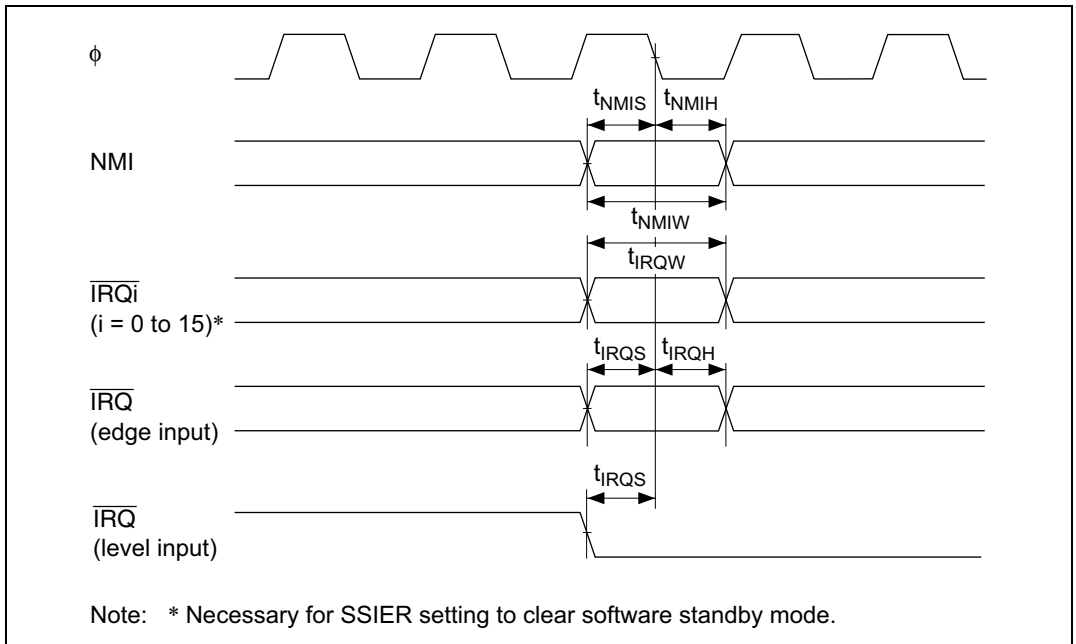 ϕ
tNMIS tNMIH
NMI
tNMIW
tIRQW
IRQi
(i = 0 to 15)*
tIRQS tIRQH
IRQ
(edge input)
tIRQS
IRQ
(level input)
Note: * Necessary for SSIER setting to clear software standby mode.